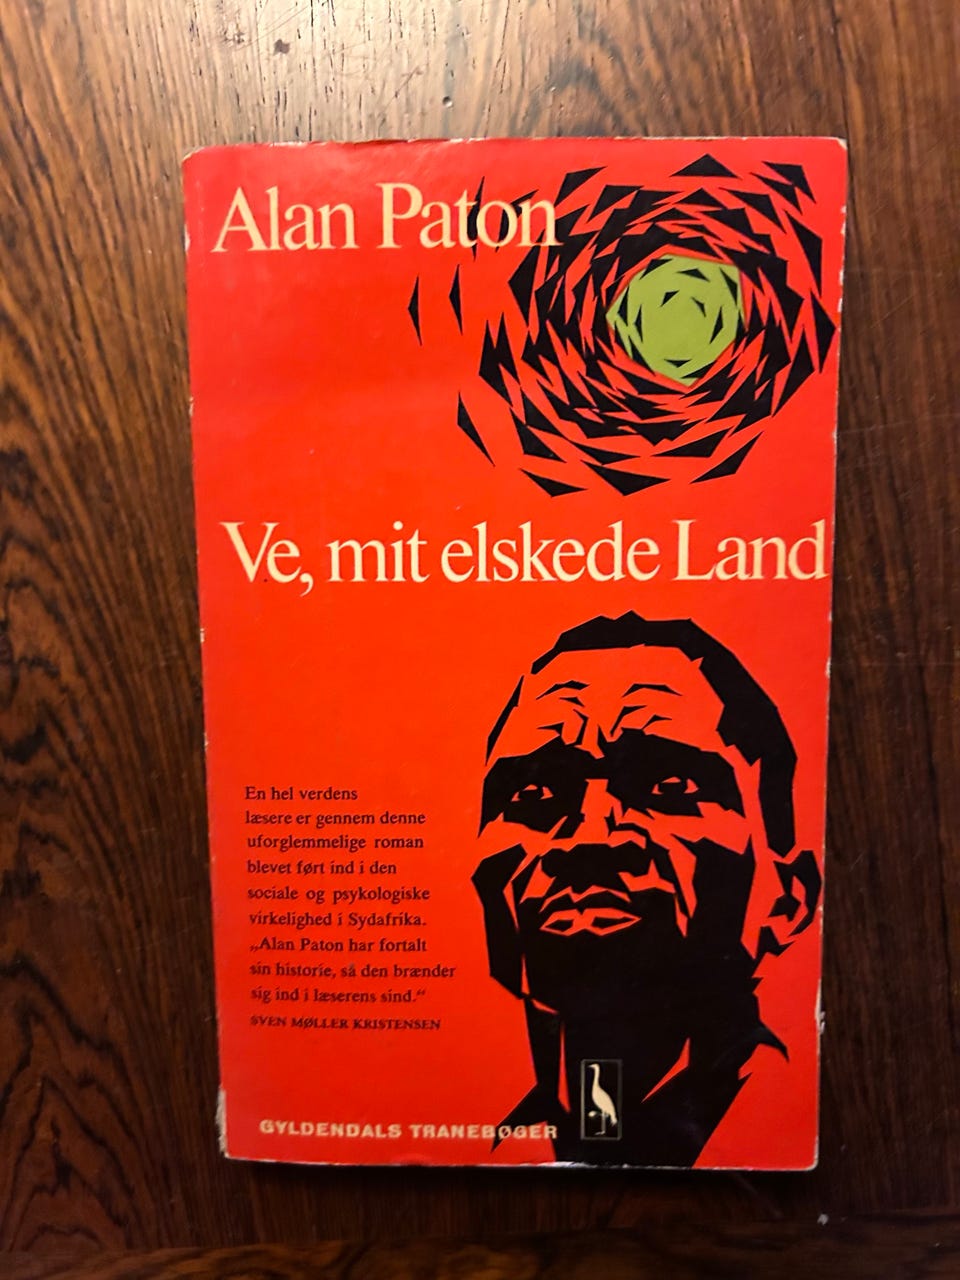 Alan Paton
Ve, mit elskede Land
En hel verdens
læsere er gennem denne
uforglemmelige roman
blevet ført ind i den
sociale og psykologiske
virkelighed i Sydafrika.
„Alan Paton har fortalt
sin historie, så den brænder
sig ind i læserens sind.“
SVEN MØLLER KRISTENSEN
GYLDENDALS TRANEBØGER